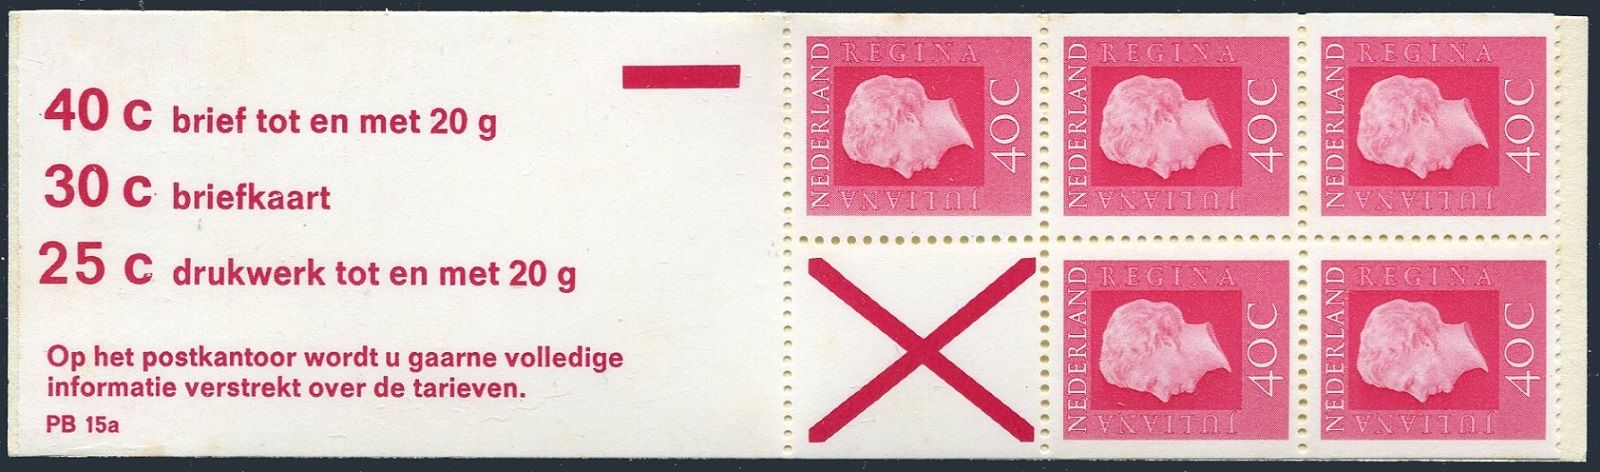 40 c brief tot en met 20 g
30 c briefkaart
25 c drukwerk tot en met 20 g
Op het postkantoor wordt u gaarne volledige
informatie verstrekt over de tarieven.
PB 15a
NEDERLAND
REGINA
JULIANA
40C
NEDERLAND
REGINA
JULIANA
40C
NEDERLAND
REGINA
JULIANA
40C
NEDERLAND
REGINA
JULIANA
40C
NEDERLAND
REGINA
JULIANA
40C